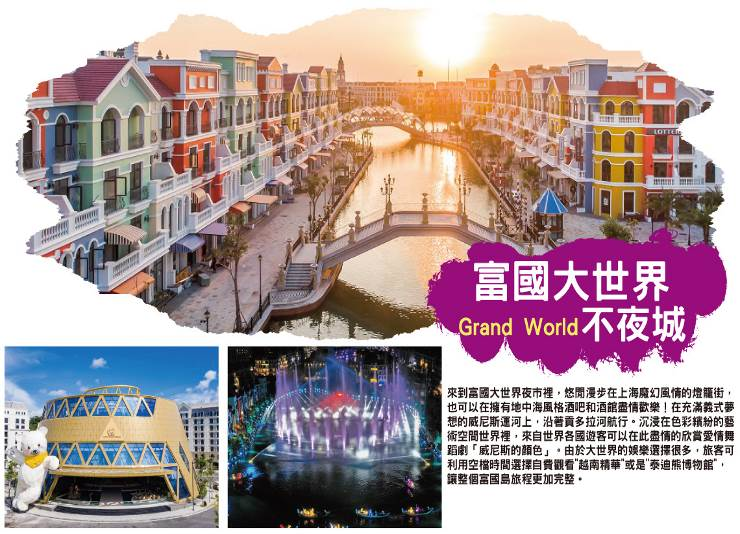 LOTTE
富國大世界
Grand World不夜城
來到富國大世界夜市裡，悠閒漫步在上海魔幻風情的燈籠街，
也可以在擁有地中海風格酒吧和酒館盡情歡樂！在充滿義式夢
想的威尼斯運河上，沿著貢多拉河航行。沉浸在色彩繽紛的藝
術空間世界裡，來自世界各國遊客可以在此盡情的欣賞愛情舞
蹈劇「威尼斯的顏色」。由於大世界的娛樂選擇很多，旅客可
利用空檔時間選擇自費觀看"越南精華"或是"泰迪熊博物館"，
讓整個富國島旅程更加完整。